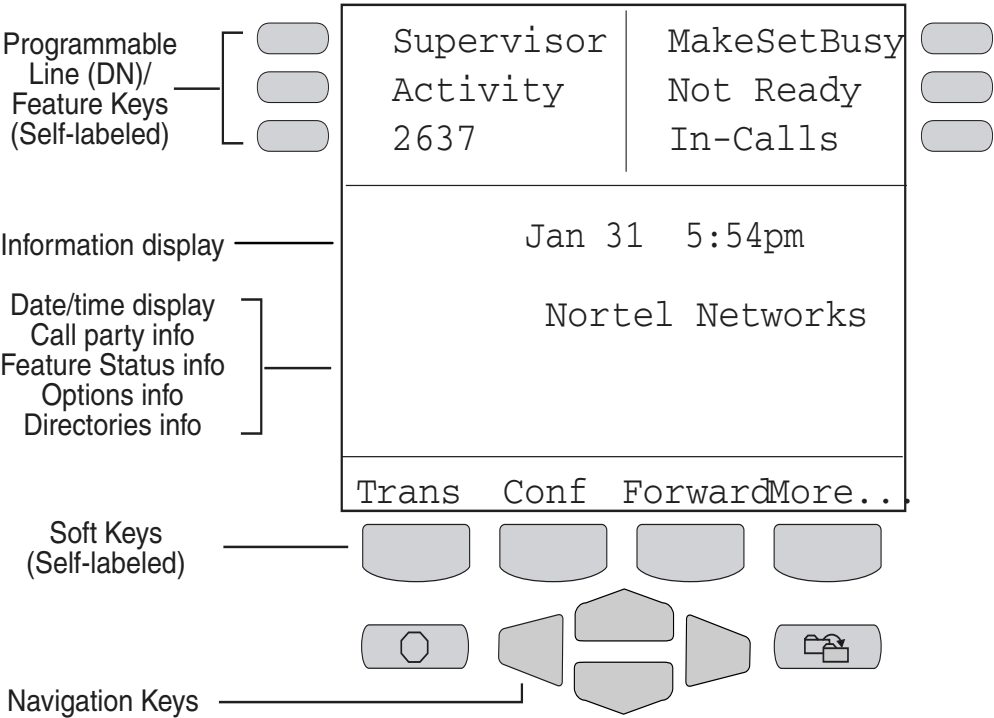 Programmable
Line (DN)/
Feature Keys
(Self-labeled)
Supervisor MakeSetBusy
Activity Not Ready
2637 In-Calls
Information display
Jan 31 5:54pm
Date/time display
Call party info
Feature Status info
Options info
Directories info
Nortel Networks
Trans Conf Forward More...
Soft Keys
(Self-labeled)
Navigation Keys